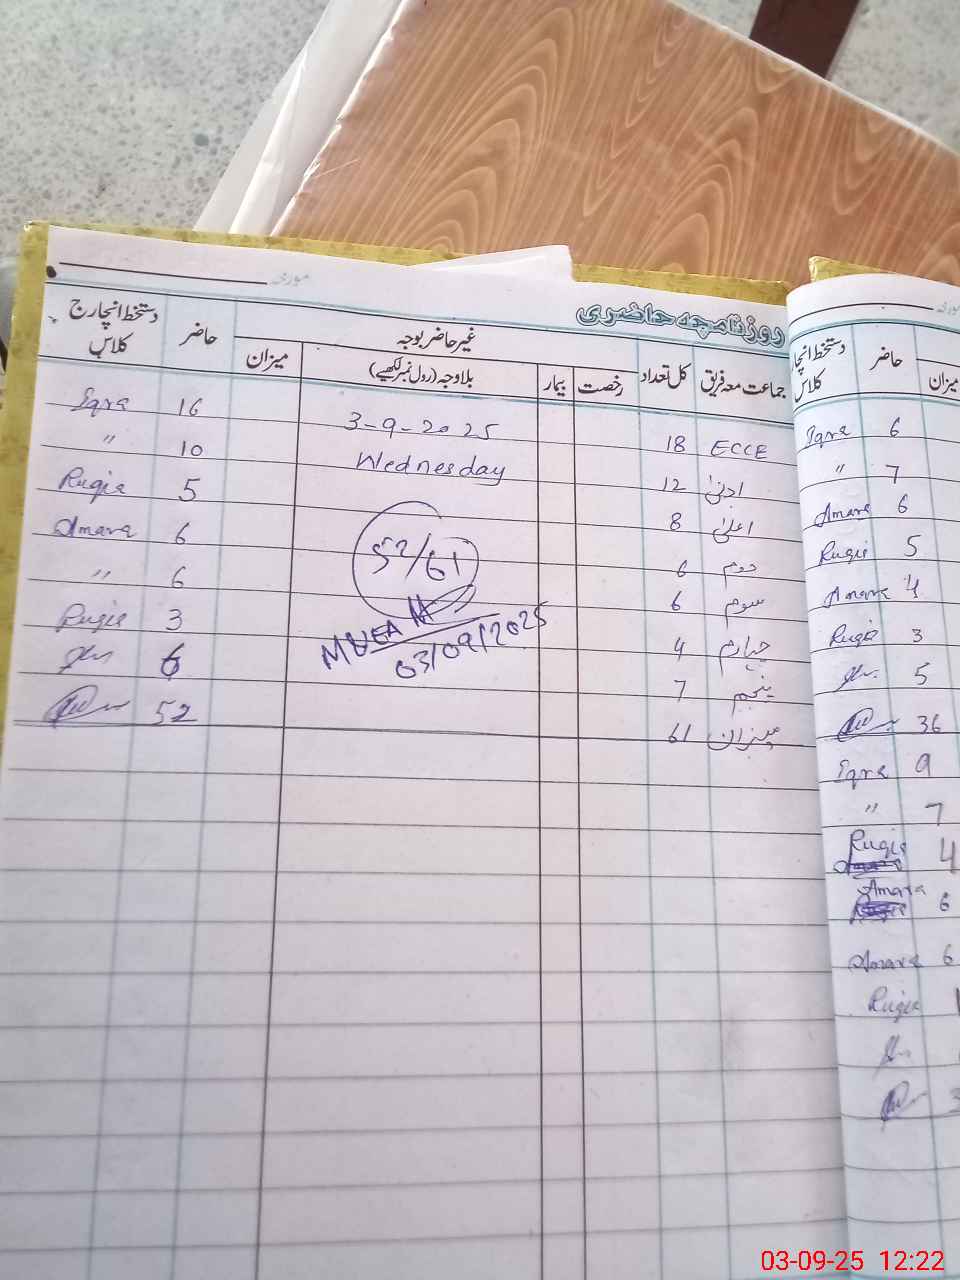 مورخہ
روزنامچہ حاضری
جماعت معہ فریق کل تعداد غیر حاضر بوجہ حاضر دستخط انچارج کلاس
رخصت بیمار بلاوجہ (رول نمبر لکھیے) میزان
ECCE 18 3-9-2025 16 Iqra
ادنیٰ 12 Wednesday 10 〃
اعلیٰ 8 5 Ruqia
دوم 6 52/61 6 Amara
سوم 6 6 〃
چہارم 4 3 Ruqia
پنجم 7 6
میزان 61 52
MUEA
03/09/2025
مورخہ
میزان حاضر دستخط انچا
کلاس
6 Iqra
7 〃
6 Amara
5 Ruqia
4 Amara
3 Ruqia
5
36
9 Iqra
7 〃
4 Ruqia
6 Amara
6 Amara
Ruqia
03-09-25 12:22